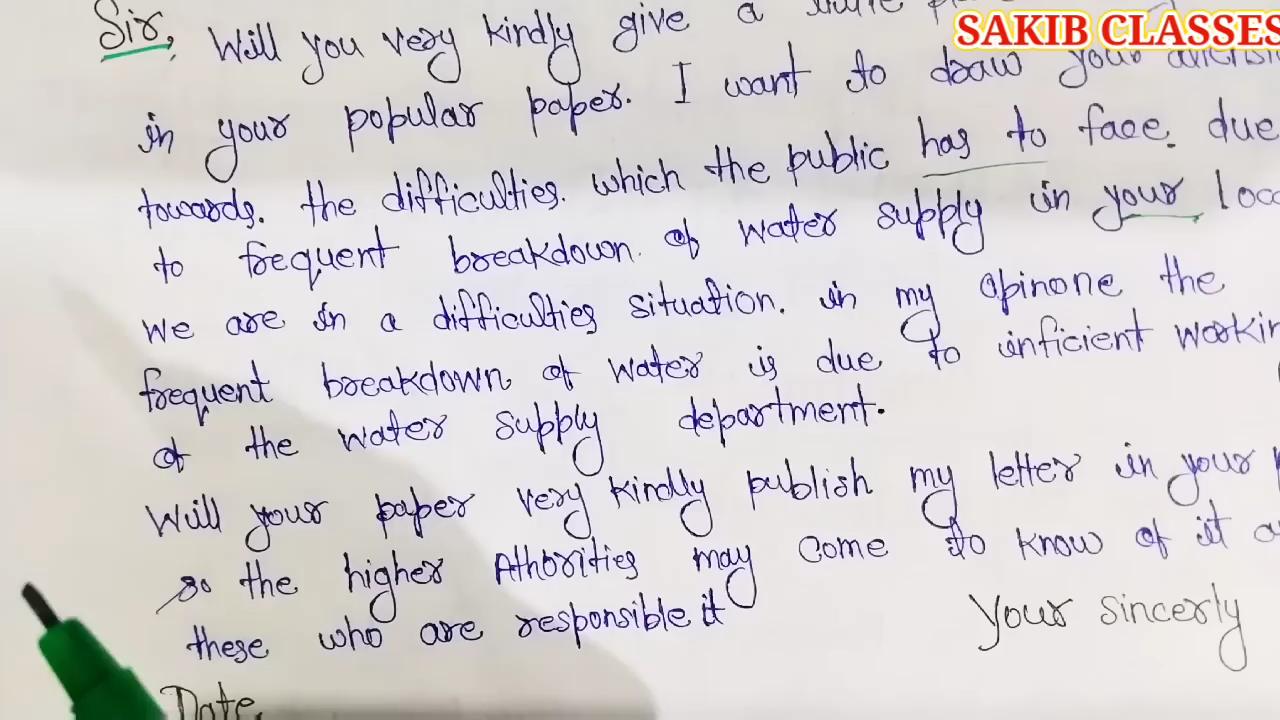 SAKIB CLASSES
Sir, Will you very kindly give a
in your popular paper. I want to draw your
towards. the difficulties. which the public has to face. due
to frequent breakdown. of water supply in your
we are in a difficulties situation. in my opinone the
frequent breakdown of water is due to inficient
of the water supply department.
Will your paper very kindly publish my letter in your
so the higher Athorities may come to know of it
these who are responsible it
Your sincerly
Date.